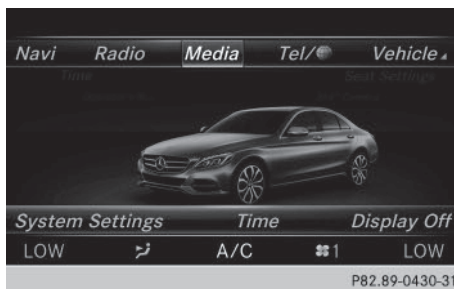 Navi Radio Media Tel/ Vehicle
Time Seat Settings
System Settings Time Display Off
LOW A/C 1 LOW
P82.89-0430-31